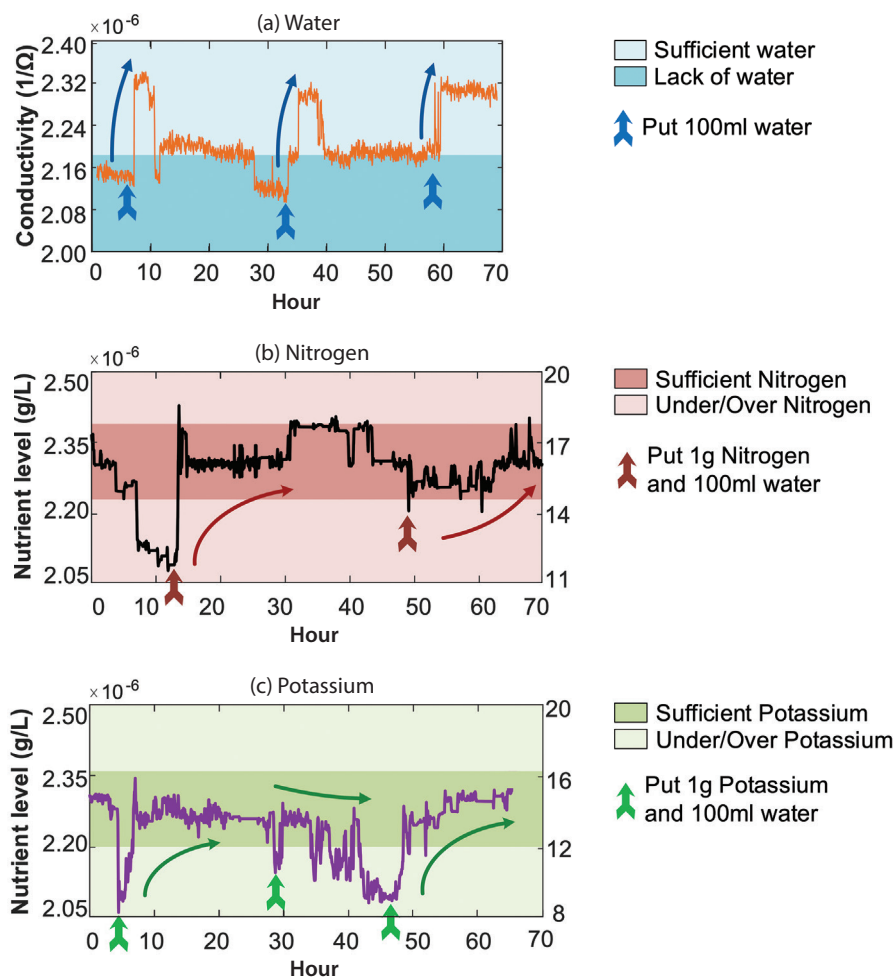 (a) Water
×10⁻⁶
2.40
2.32
2.24
2.16
2.08
2.00
Conductivity (1/Ω)
0 10 20 30 40 50 60 70
Hour
Sufficient water
Lack of water
Put 100ml water
(b) Nitrogen
×10⁻⁶
2.50
2.35
2.20
2.05
Nutrient level (g/L)
20
17
14
11
0 10 20 30 40 50 60 70
Hour
Sufficient Nitrogen
Under/Over Nitrogen
Put 1g Nitrogen
and 100ml water
(c) Potassium
×10⁻⁶
2.50
2.35
2.20
2.05
Nutrient level (g/L)
20
16
12
8
0 10 20 30 40 50 60 70
Hour
Sufficient Potassium
Under/Over Potassium
Put 1g Potassium
and 100ml water